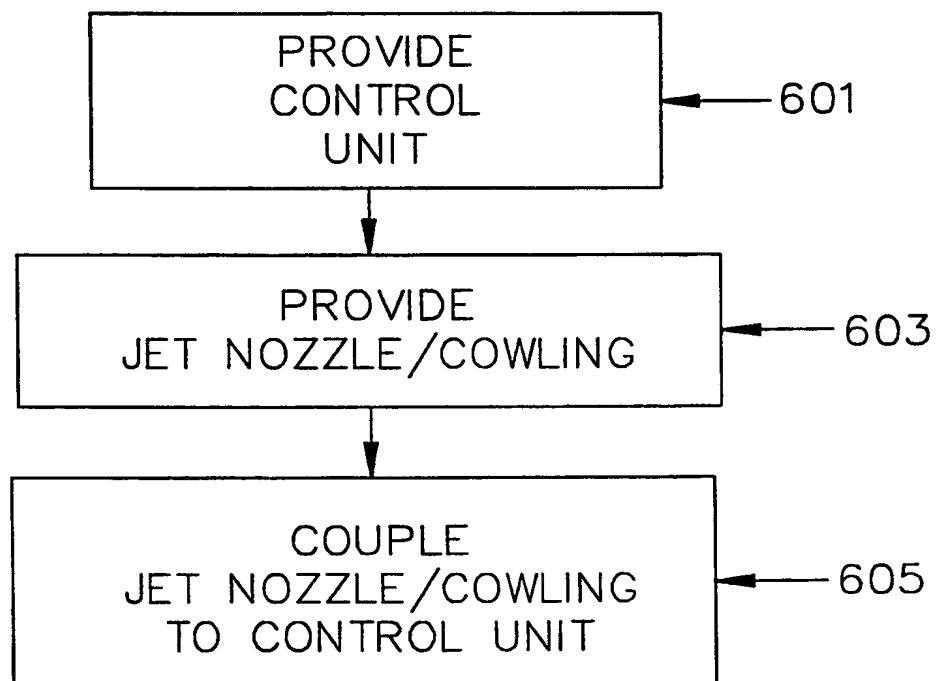 PROVIDE
CONTROL
UNIT
601
PROVIDE
JET NOZZLE/COWLING
603
COUPLE
JET NOZZLE/COWLING
TO CONTROL UNIT
605